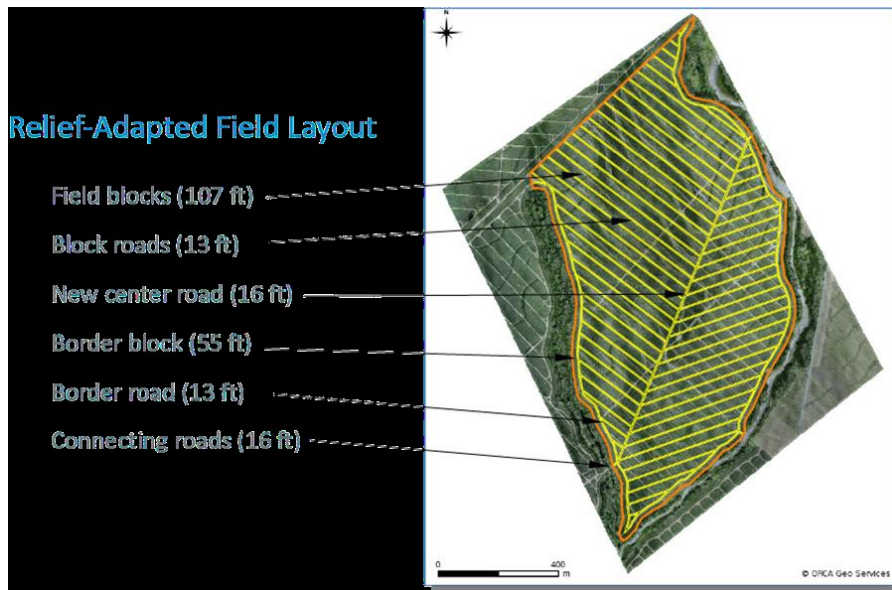 N
Relief-Adapted Field Layout
Field blocks (107 ft)
Block roads (13 ft)
New center road (16 ft)
Border block (55 ft)
Border road (13 ft)
Connecting roads (16 ft)
0 400
m
© ORCA Geo Services